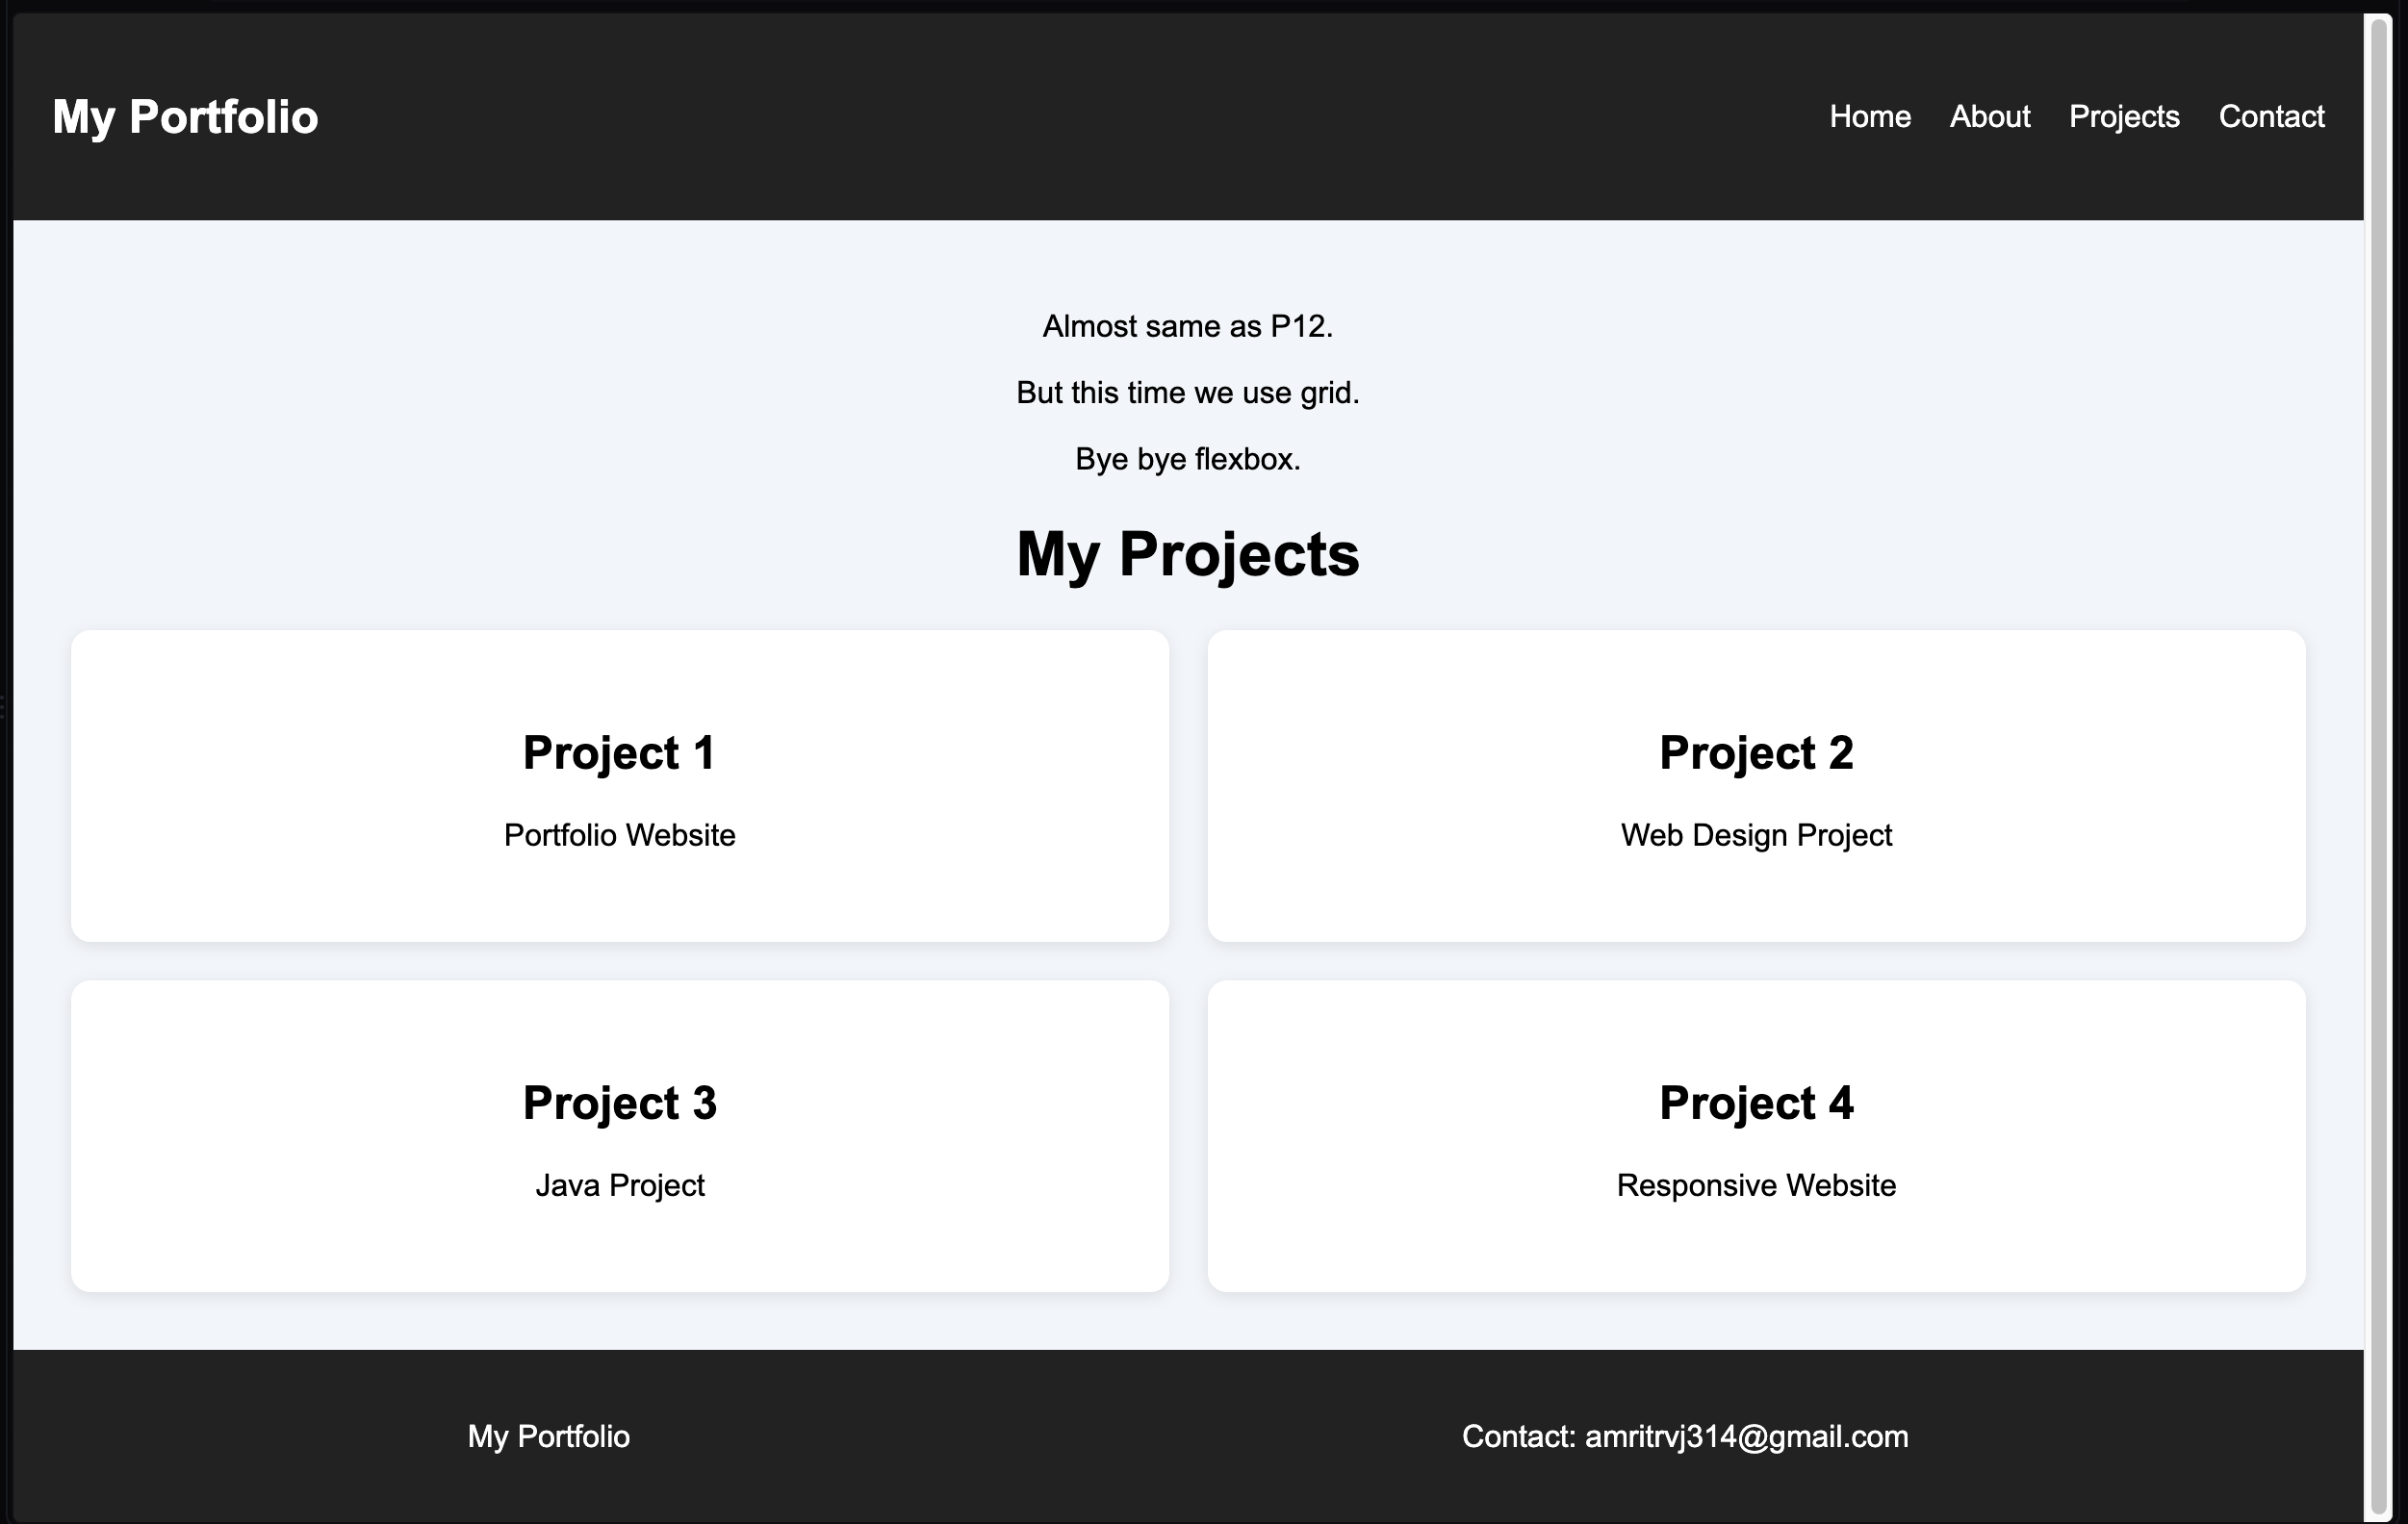 My Portfolio
Home About Projects Contact
Almost same as P12.
But this time we use grid.
Bye bye flexbox.
My Projects
Project 1
Portfolio Website
Project 2
Web Design Project
Project 3
Java Project
Project 4
Responsive Website
My Portfolio
Contact: amritrvj314@gmail.com